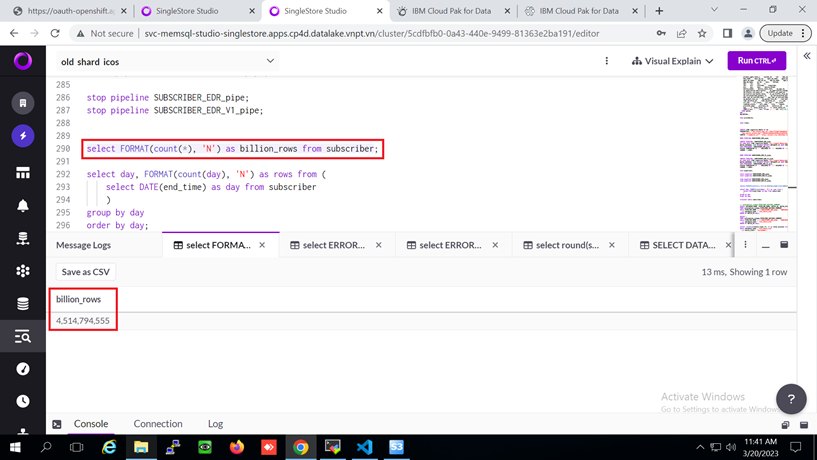 https://oauth-openshift.ap
SingleStore Studio
SingleStore Studio
IBM Cloud Pak for Data
IBM Cloud Pak for Data
Not secure
svc-memsql-studio-singlestore.apps.cp4d.datalake.vnpt.vn/cluster/5cdfbfb0-0a43-440e-9499-81363e2ba191/editor
Update
old_shard_icos
Visual Explain
Run CTRL⏎
285
286 stop pipeline SUBSCRIBER_EDR_pipe;
287 stop pipeline SUBSCRIBER_EDR_V1_pipe;
288
289
290 select FORMAT(count(*), 'N') as billion_rows from subscriber;
291
292 select day, FORMAT(count(day), 'N') as rows from (
293 select DATE(end_time) as day from subscriber
294 )
295 group by day
296 order by day;
Message Logs
select FORMA...
select ERROR...
select ERROR...
select round(s...
SELECT DATA...
Save as CSV
13 ms, Showing 1 row
billion_rows
4,514,794,555
Activate Windows
Go to Settings to activate Windows.
Console
Connection
Log
11:41 AM
3/20/2023